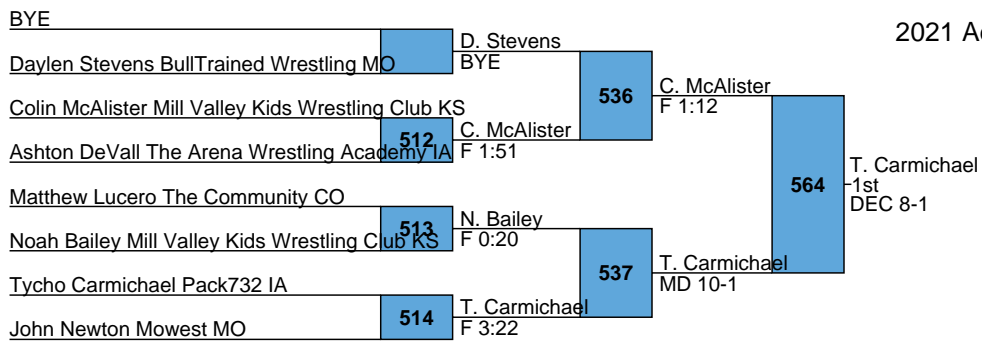 BYE
2021 A
Daylen Stevens BullTrained Wrestling MO
D. Stevens
BYE
Colin McAlister Mill Valley Kids Wrestling Club KS
512
Ashton DeVall The Arena Wrestling Academy IA
C. McAlister
F 1:51
536
C. McAlister
F 1:12
Matthew Lucero The Community CO
513
Noah Bailey Mill Valley Kids Wrestling Club KS
N. Bailey
F 0:20
Tycho Carmichael Pack732 IA
514
John Newton Mowest MO
T. Carmichael
F 3:22
537
T. Carmichael
MD 10-1
564
T. Carmichael
1st
DEC 8-1